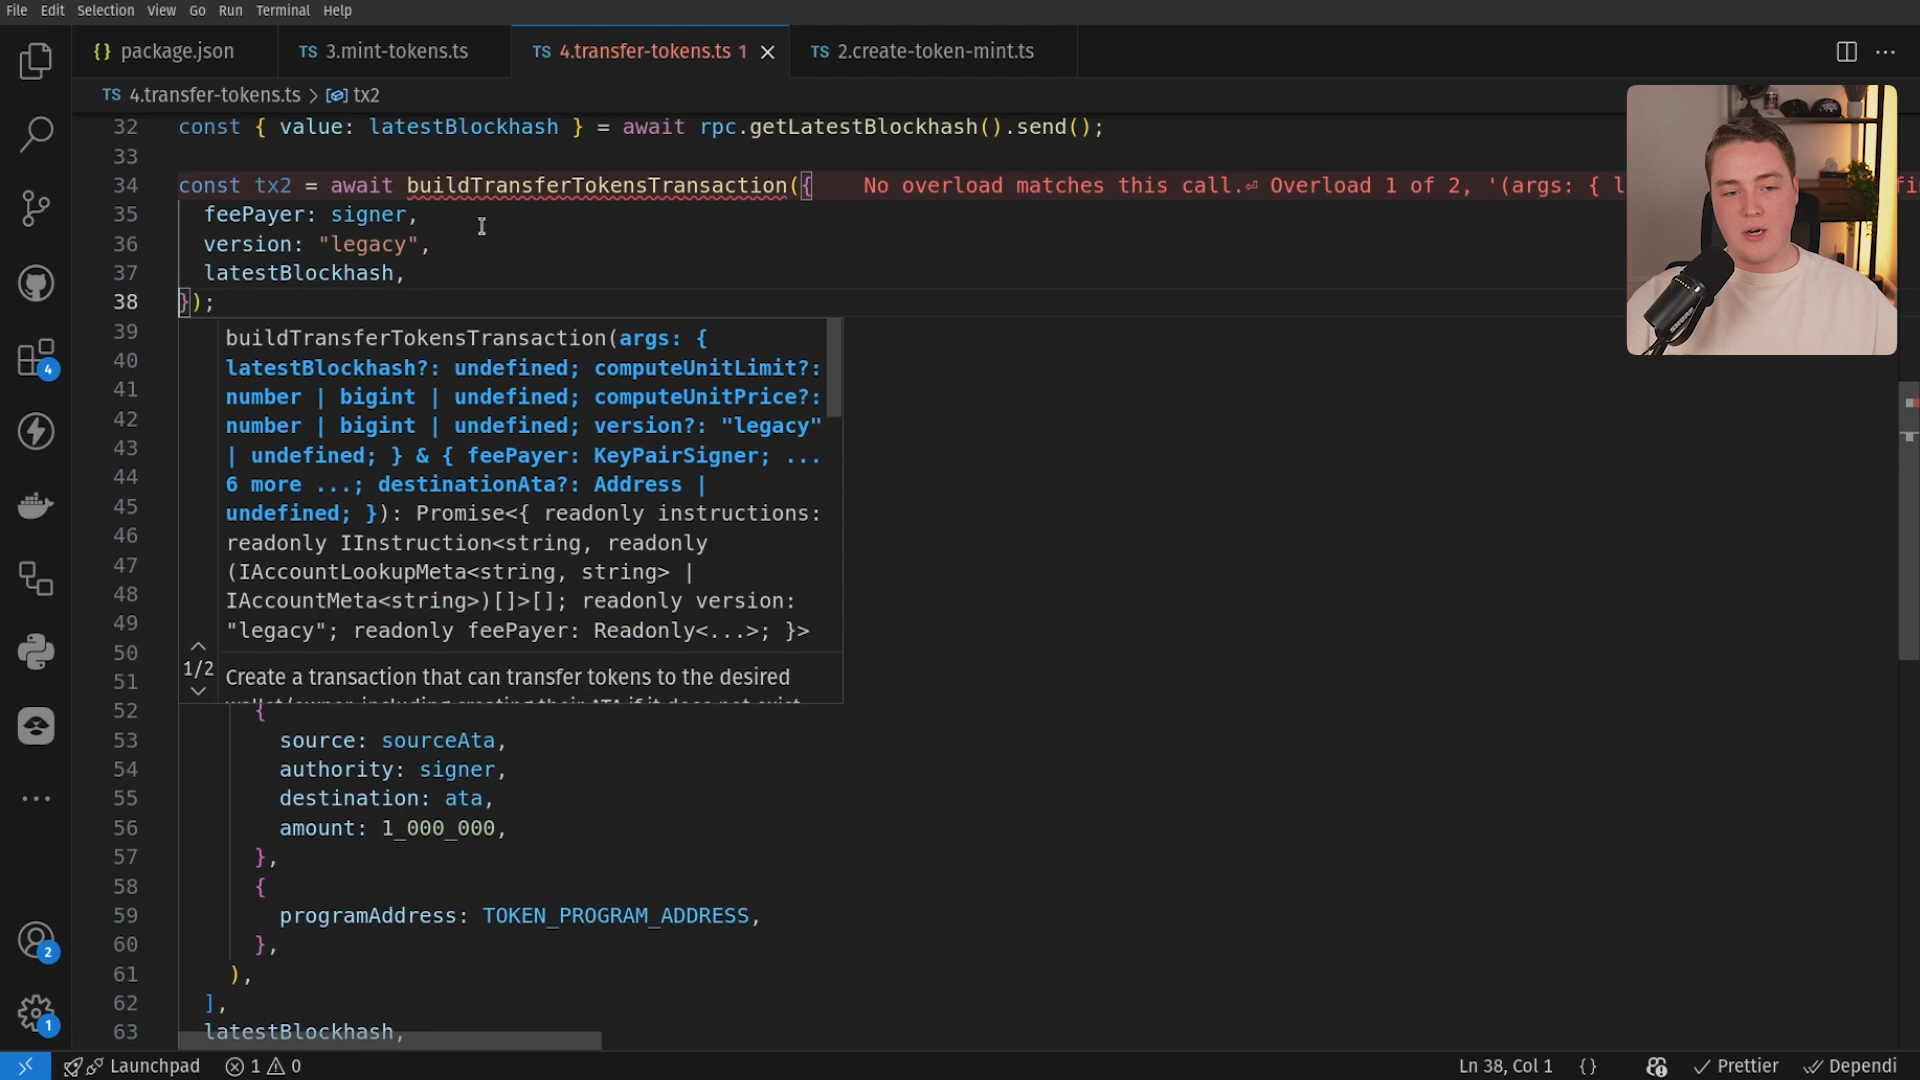 File Edit Selection View Go Run Terminal Help
{} package.json TS 3.mint-tokens.ts TS 4.transfer-tokens.ts 1 TS 2.create-token-mint.ts
TS 4.transfer-tokens.ts > tx2
32 const { value: latestBlockhash } = await rpc.getLatestBlockhash().send();
33
34 const tx2 = await buildTransferTokensTransaction({ No overload matches this call.⏎ Overload 1 of 2, '(args: { l
35 feePayer: signer,
36 version: "legacy",
37 latestBlockhash,
38 });
39
40
41
42
43
44
45
46
47
48
49
50
51
buildTransferTokensTransaction(args: {
latestBlockhash?: undefined; computeUnitLimit?:
number | bigint | undefined; computeUnitPrice?:
number | bigint | undefined; version?: "legacy"
| undefined; } & { feePayer: KeyPairSigner; ...
6 more ...; destinationAta?: Address |
undefined; }): Promise<{ readonly instructions:
readonly IInstruction<string, readonly
(IAccountLookupMeta<string, string> |
IAccountMeta<string>)[]>[]; readonly version:
"legacy"; readonly feePayer: Readonly<...>; }>
1/2
Create a transaction that can transfer tokens to the desired
52 {
53 source: sourceAta,
54 authority: signer,
55 destination: ata,
56 amount: 1_000_000,
57 },
58 {
59 programAddress: TOKEN_PROGRAM_ADDRESS,
60 },
61 ),
62 ],
63 latestBlockhash,
4
2
1
Launchpad 1 0 Ln 38, Col 1 {} Prettier Dependi